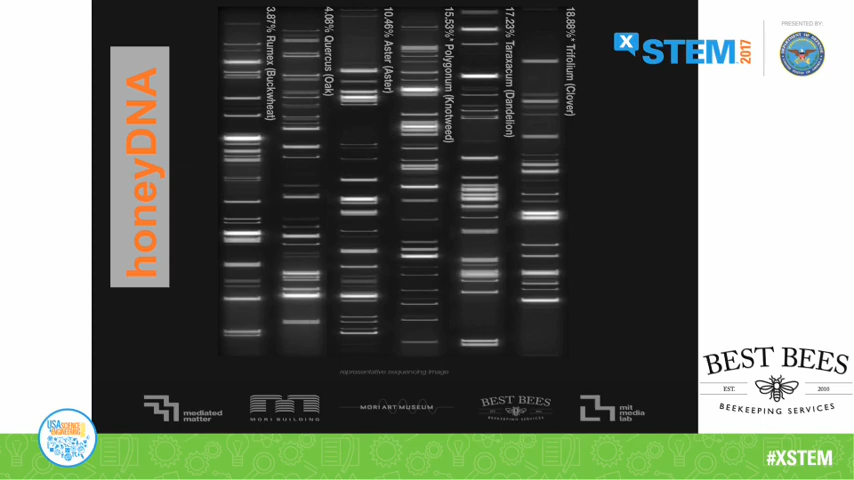 honeyDNA
3.87% Rumex (Buckwheat)
4.08% Quercus (Oak)
10.46% Aster (Aster)
15.53%* Polygonum (Knotweed)
17.23% Taraxacum (Dandelion)
18.88%* Trifolium (Clover)
X STEM 2017
PRESENTED BY:
representative sequencing image
mediated
matter
MORI BUILDING
MORI ART MUSEUM
BEST BEES
mit
media
lab
BEST BEES
EST. 2010
BEEKEEPING SERVICES
USA
SCIENCE &
ENGINEERING
#XSTEM